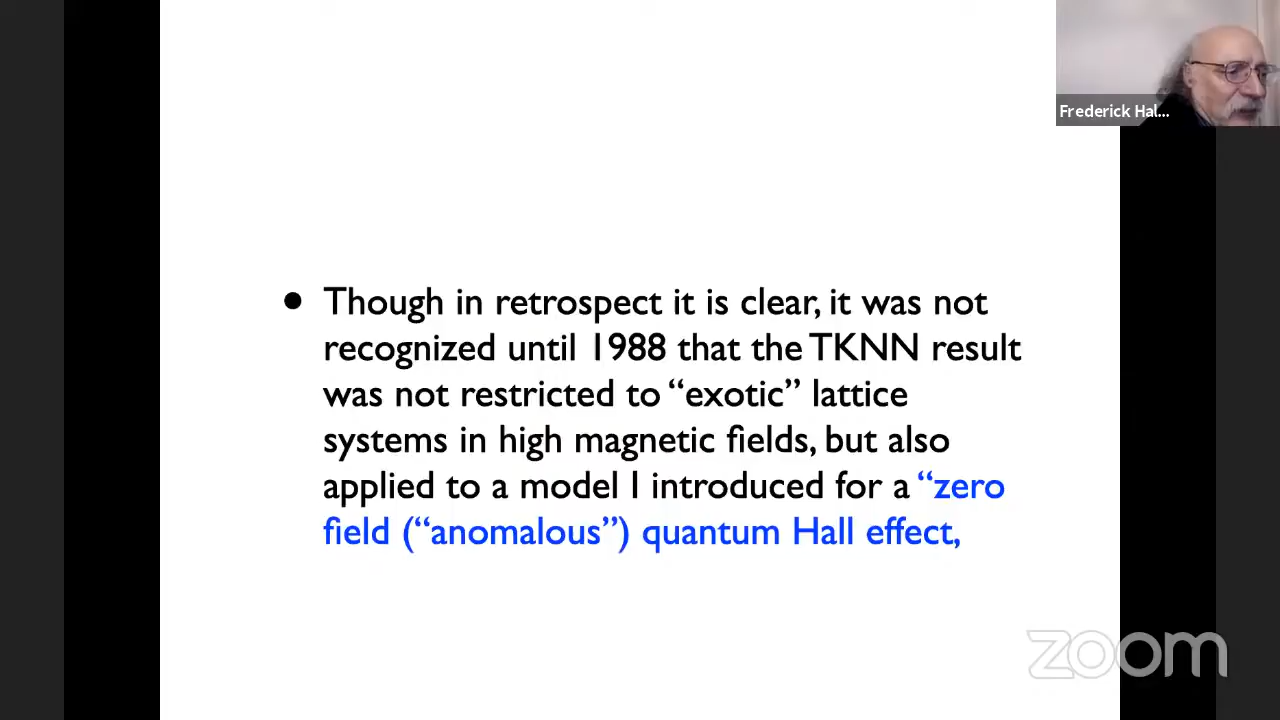 Frederick Hal...
● Though in retrospect it is clear, it was not
recognized until 1988 that the TKNN result
was not restricted to “exotic” lattice
systems in high magnetic fields, but also
applied to a model I introduced for a “zero
field (“anomalous”) quantum Hall effect,
zoom